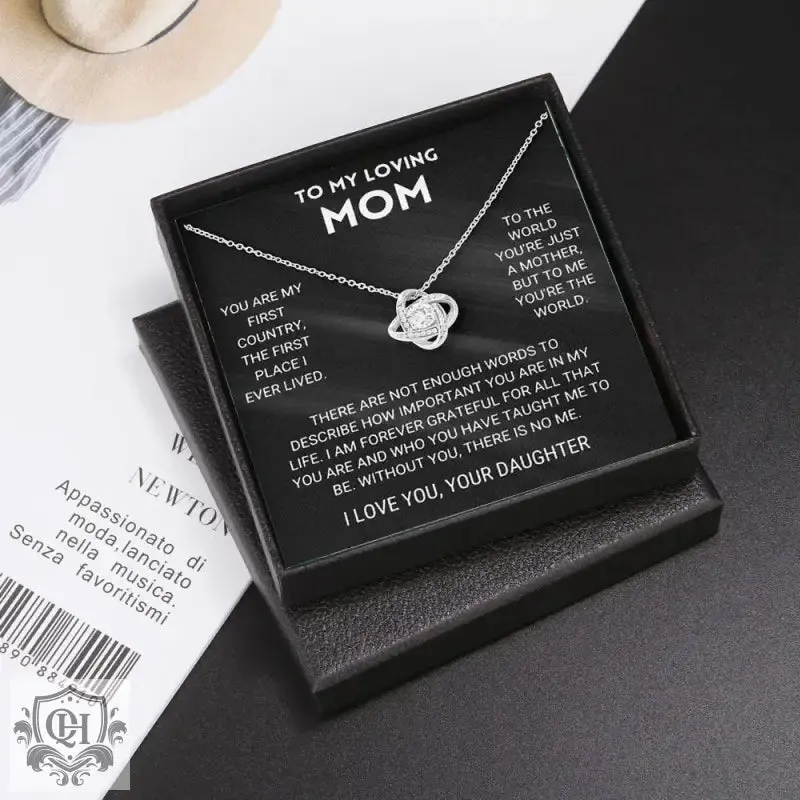 TO MY LOVING
MOM
YOU ARE MY
FIRST
COUNTRY,
THE FIRST
PLACE I
EVER LIVED.
TO THE
WORLD
YOU'RE JUST
A MOTHER,
BUT TO ME
YOU'RE THE
WORLD.
THERE ARE NOT ENOUGH WORDS TO
DESCRIBE HOW IMPORTANT YOU ARE IN MY
LIFE. I AM FOREVER GRATEFUL FOR ALL THAT
YOU ARE AND WHO YOU HAVE TAUGHT ME TO
BE. WITHOUT YOU, THERE IS NO ME.
I LOVE YOU, YOUR DAUGHTER
NEWTON
Appassionato di
moda,lanciato
nella musica.
Senza favoritismi